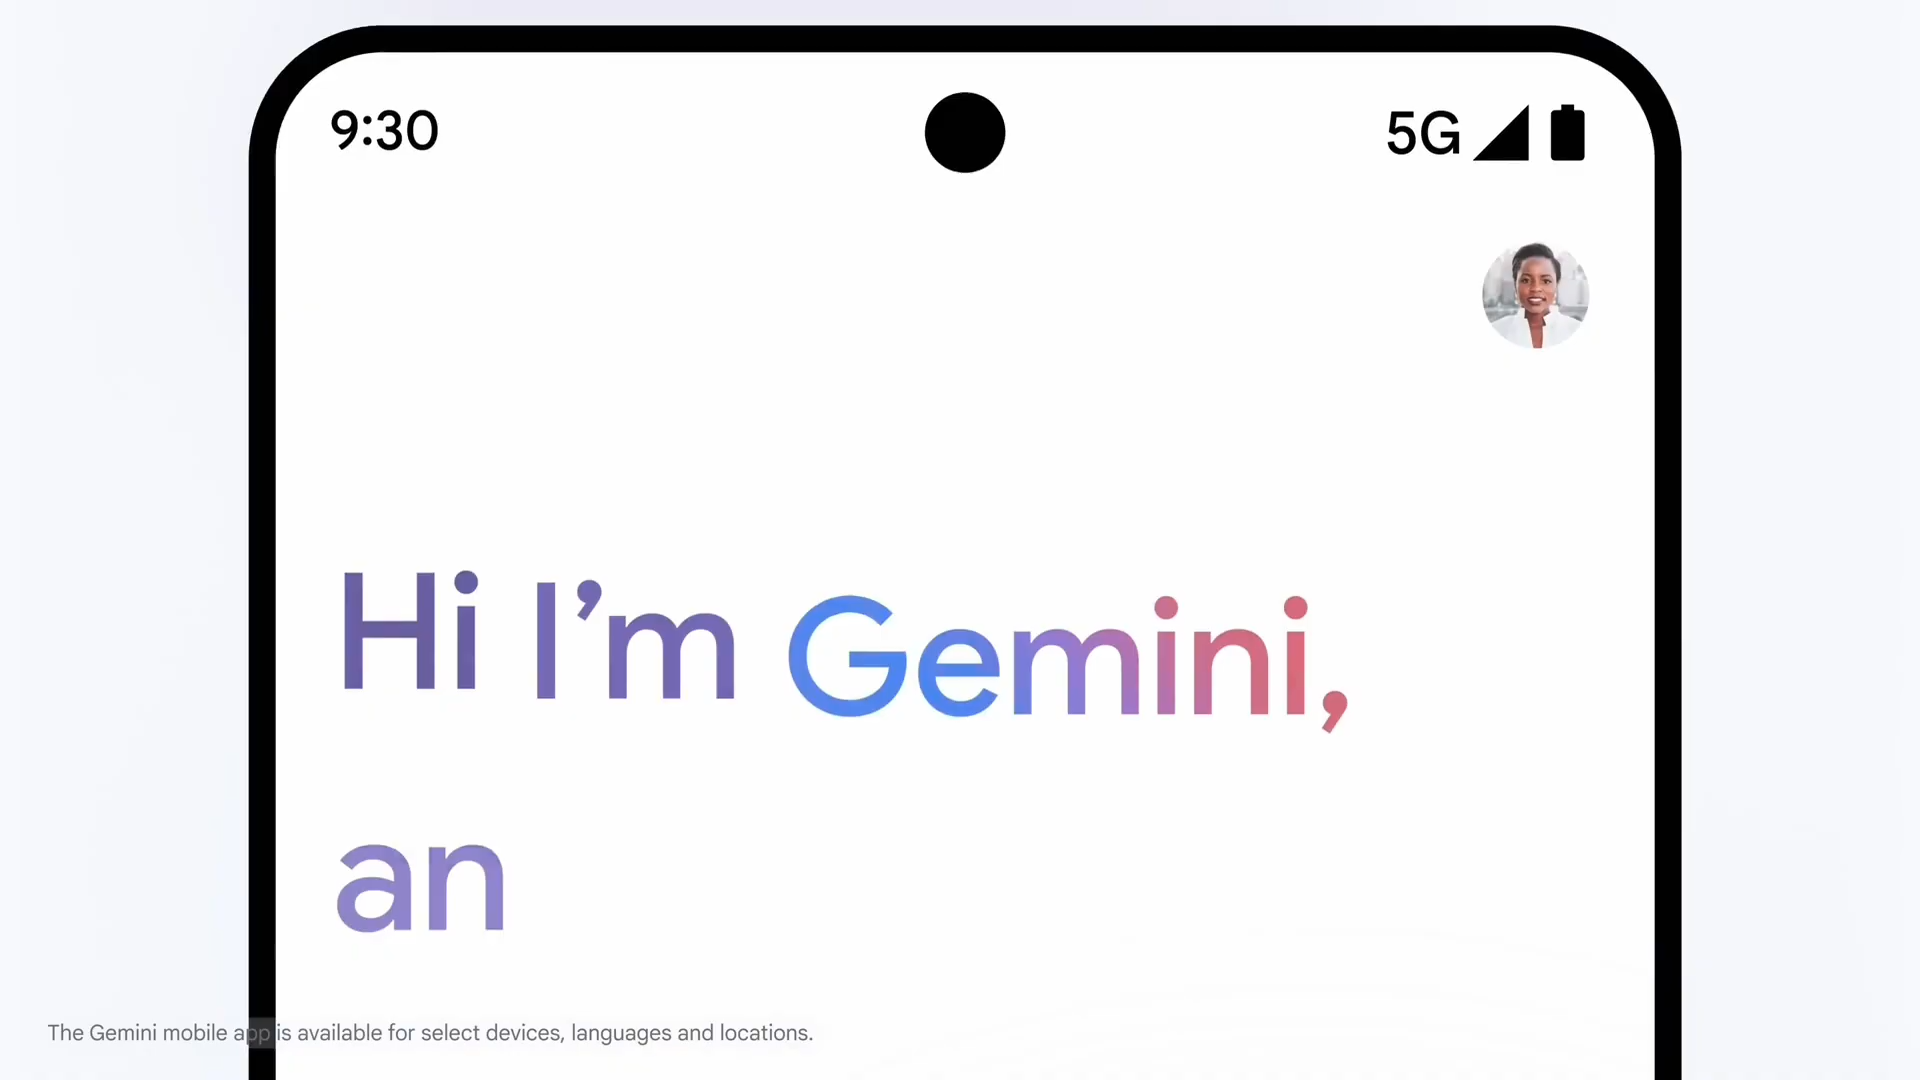 9:30
5G
Hi I’m Gemini,
an
The Gemini mobile app is available for select devices, languages and locations.